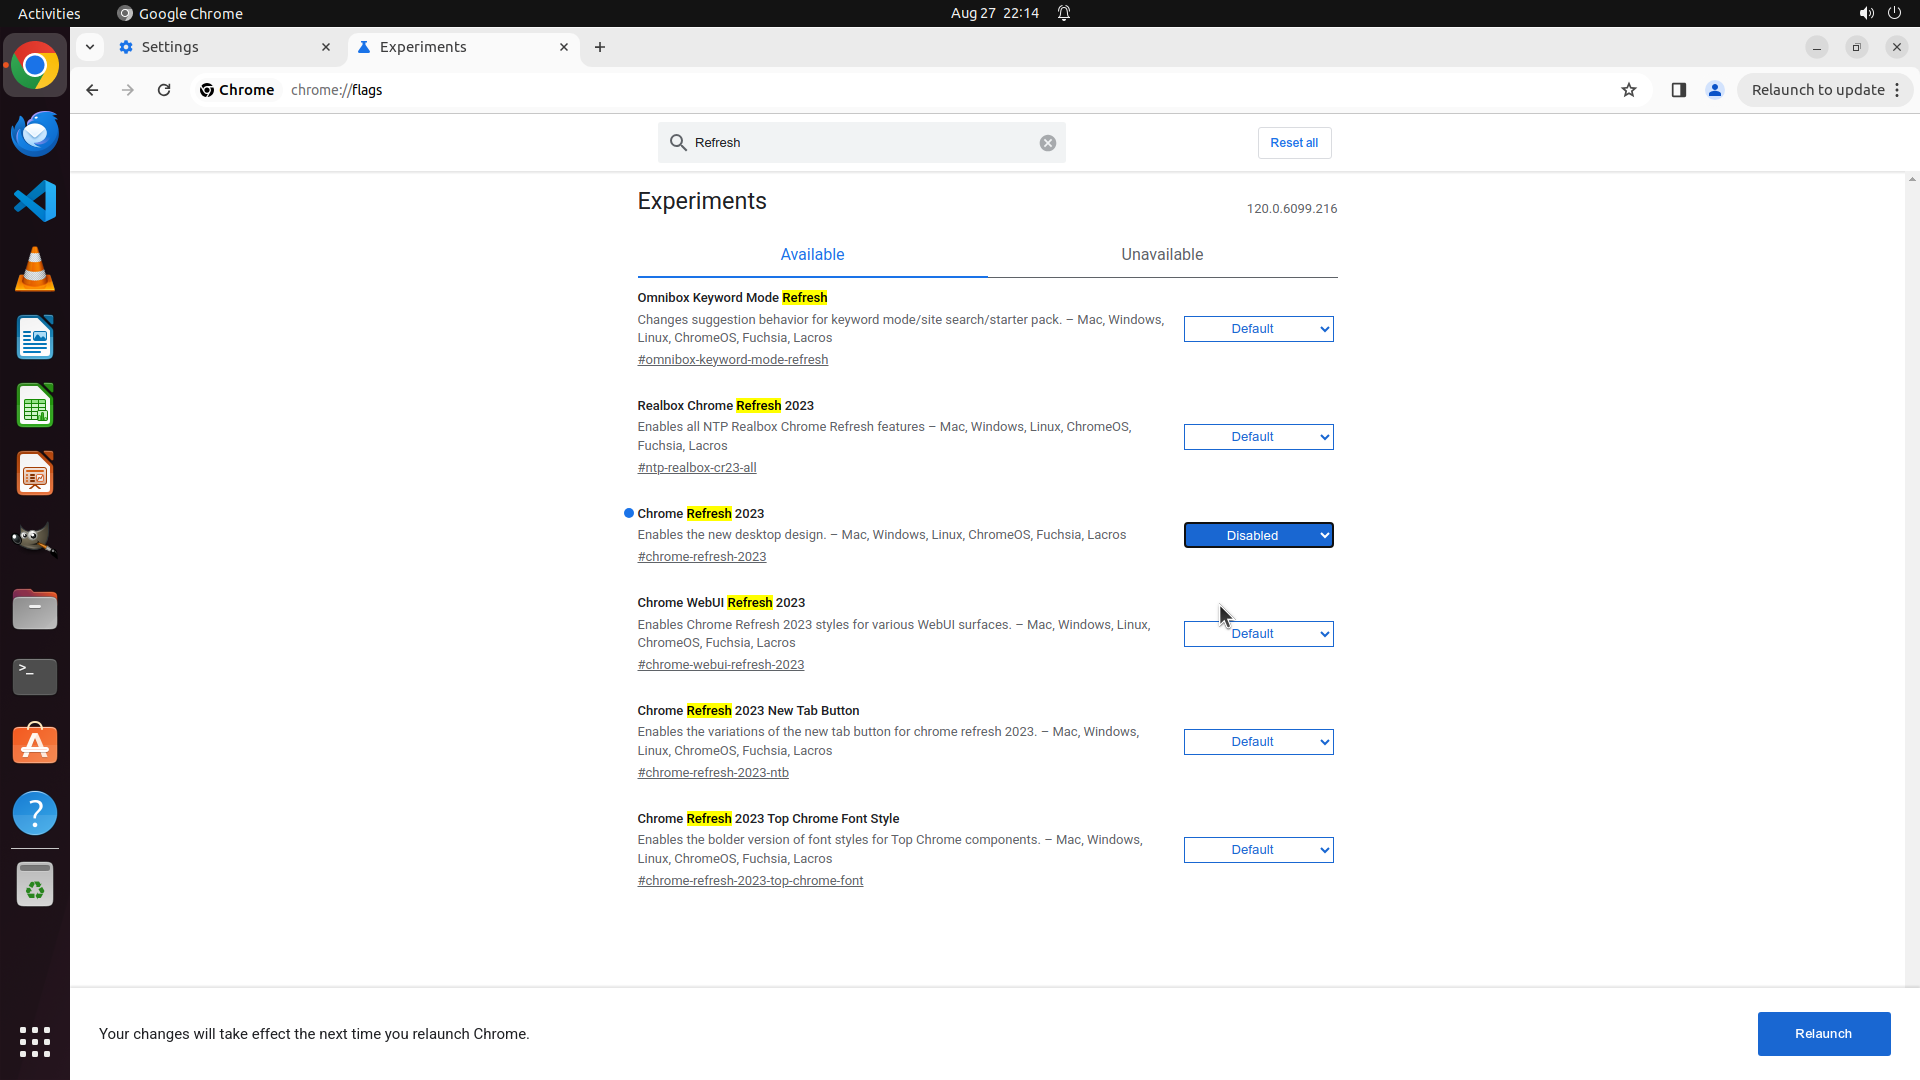 Activities
Google Chrome
Aug 27 22:14
Settings
Experiments
Chrome
chrome://flags
Relaunch to update
Refresh
Reset all
Experiments
120.0.6099.216
Available
Unavailable
Omnibox Keyword Mode Refresh
Changes suggestion behavior for keyword mode/site search/starter pack. – Mac, Windows,
Linux, ChromeOS, Fuchsia, Lacros
#omnibox-keyword-mode-refresh
Default
Realbox Chrome Refresh 2023
Enables all NTP Realbox Chrome Refresh features – Mac, Windows, Linux, ChromeOS,
Fuchsia, Lacros
#ntp-realbox-cr23-all
Default
Chrome Refresh 2023
Enables the new desktop design. – Mac, Windows, Linux, ChromeOS, Fuchsia, Lacros
#chrome-refresh-2023
Disabled
Chrome WebUI Refresh 2023
Enables Chrome Refresh 2023 styles for various WebUI surfaces. – Mac, Windows, Linux,
ChromeOS, Fuchsia, Lacros
#chrome-webui-refresh-2023
Default
Chrome Refresh 2023 New Tab Button
Enables the variations of the new tab button for chrome refresh 2023. – Mac, Windows,
Linux, ChromeOS, Fuchsia, Lacros
#chrome-refresh-2023-ntb
Default
Chrome Refresh 2023 Top Chrome Font Style
Enables the bolder version of font styles for Top Chrome components. – Mac, Windows,
Linux, ChromeOS, Fuchsia, Lacros
#chrome-refresh-2023-top-chrome-font
Default
Your changes will take effect the next time you relaunch Chrome.
Relaunch